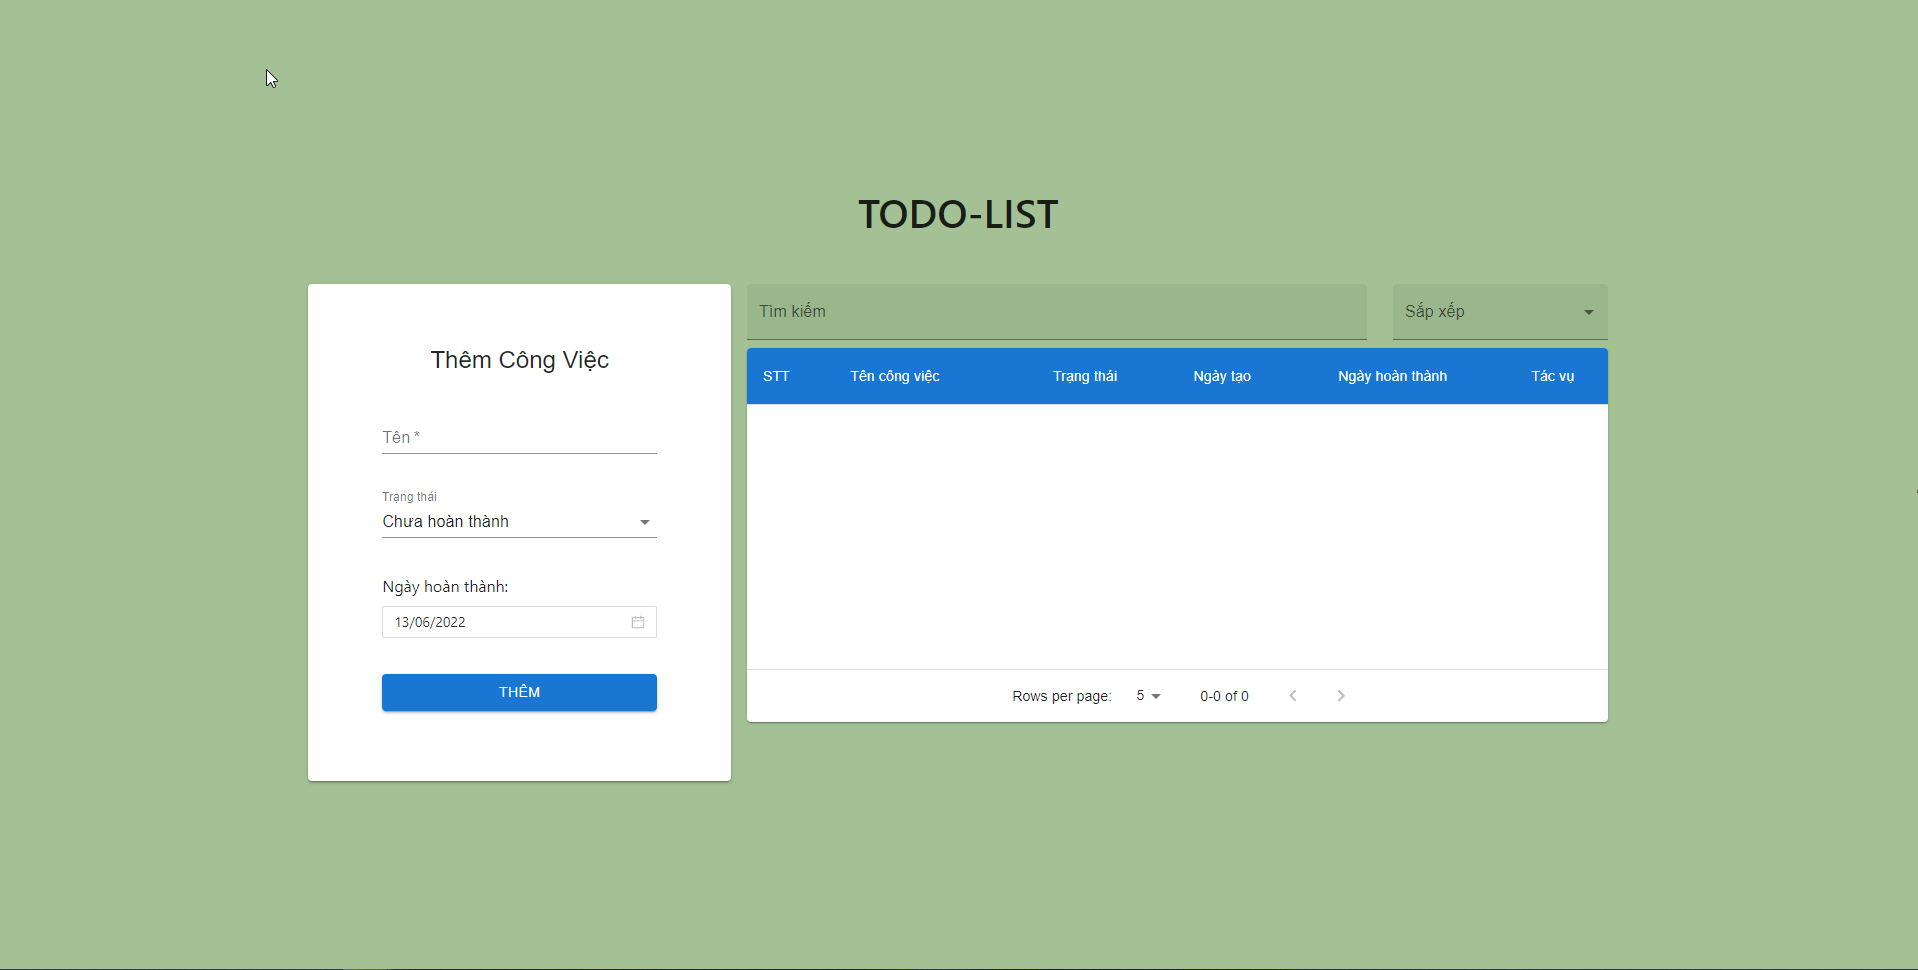 TODO-LIST
Thêm Công Việc
Tên *
Trạng thái
Chưa hoàn thành
Ngày hoàn thành:
13/06/2022
THÊM
Tìm kiếm
Sắp xếp
STT Tên công việc Trạng thái Ngày tạo Ngày hoàn thành Tác vụ
Rows per page: 5 0-0 of 0